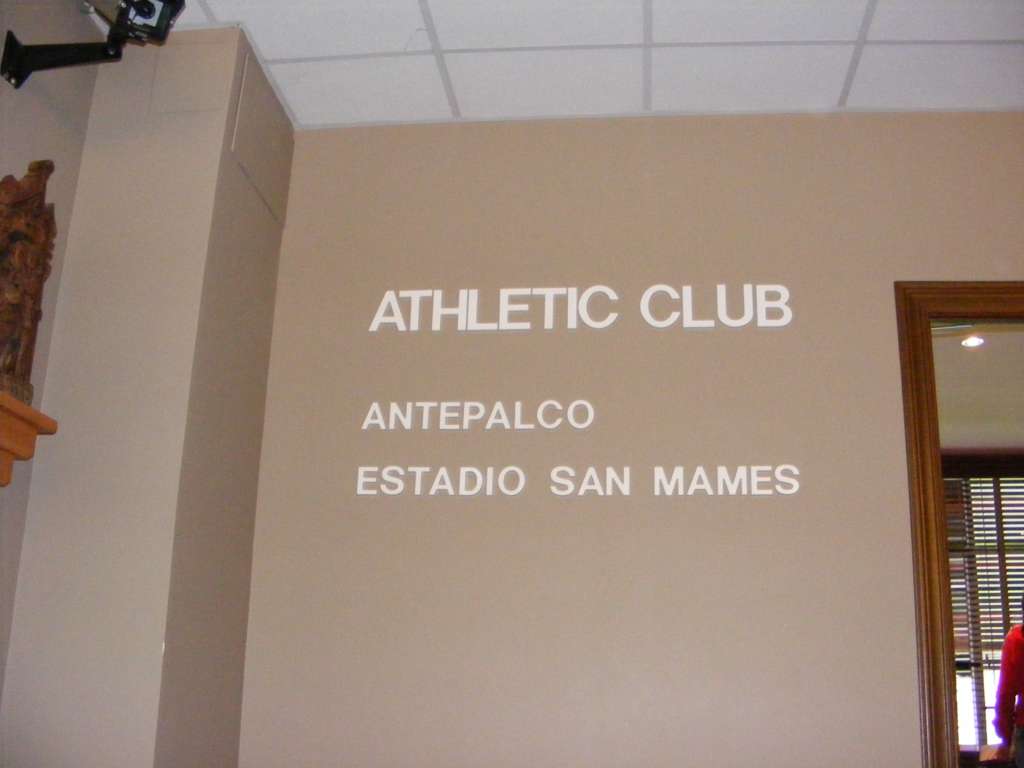 ATHLETIC CLUB
ANTEPALCO
ESTADIO SAN MAMES